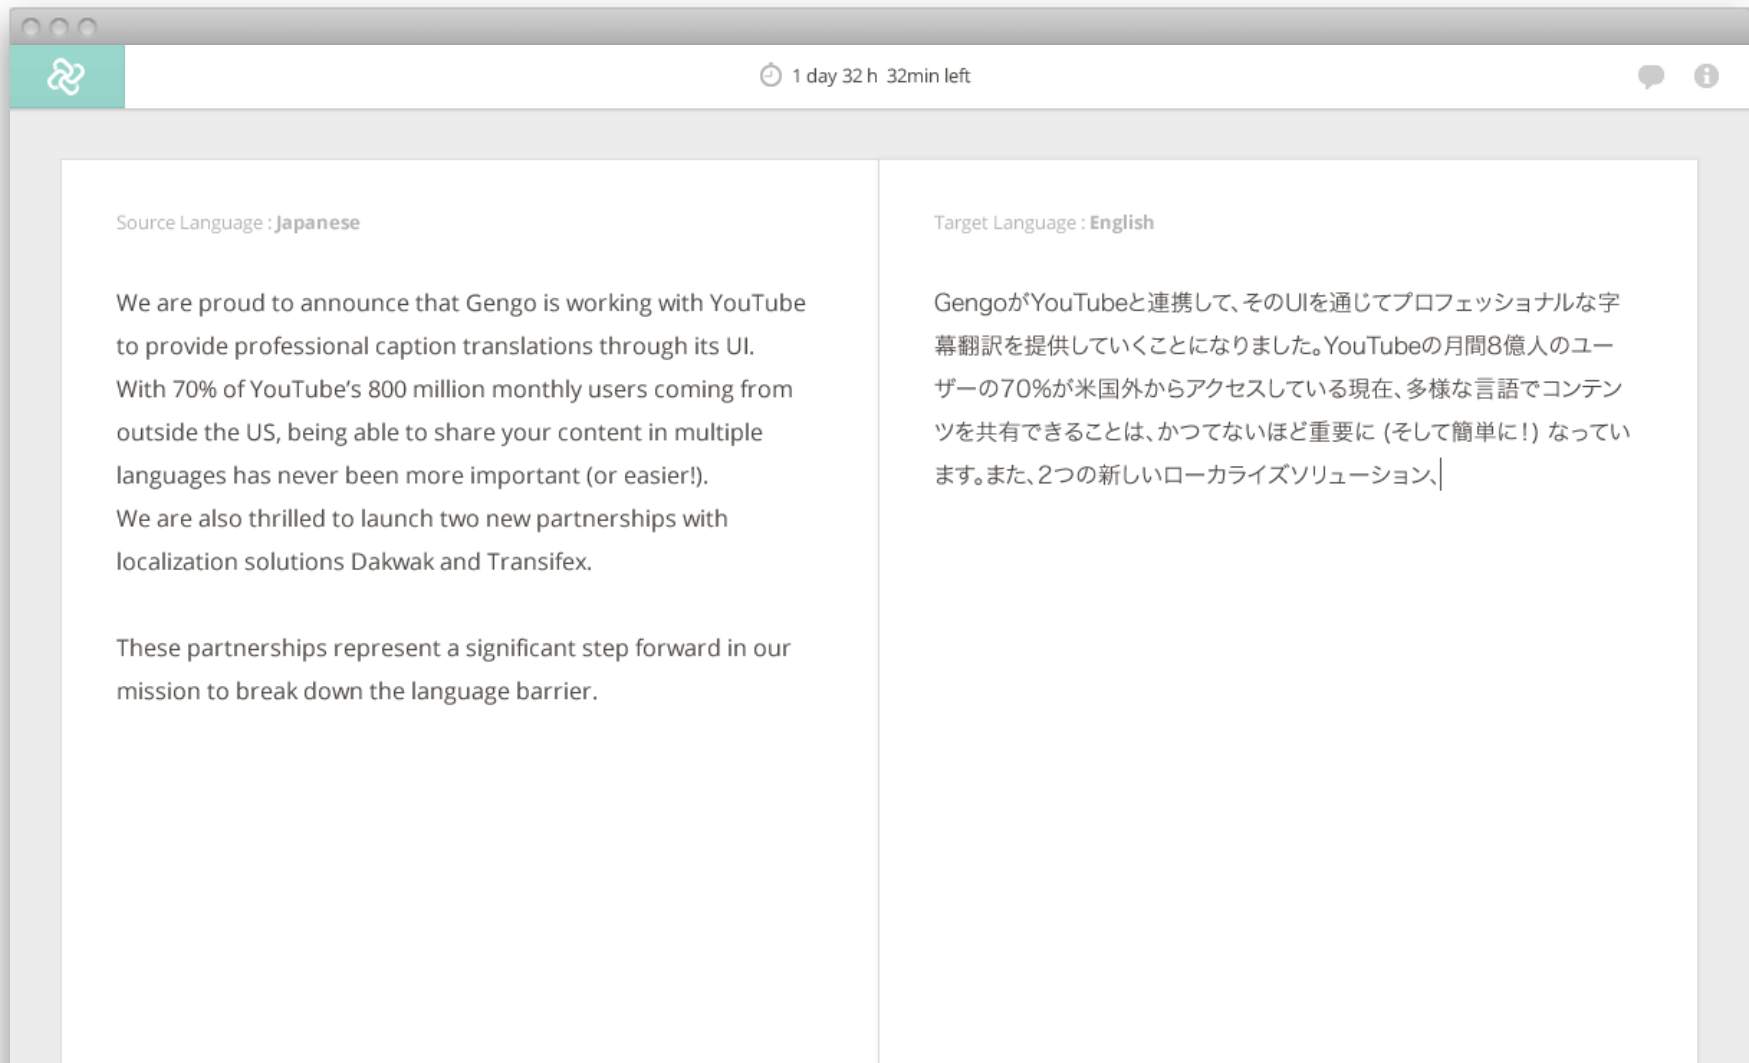 1 day 32 h 32min left
Source Language : Japanese
We are proud to announce that Gengo is working with YouTube
to provide professional caption translations through its UI.
With 70% of YouTube’s 800 million monthly users coming from
outside the US, being able to share your content in multiple
languages has never been more important (or easier!).
We are also thrilled to launch two new partnerships with
localization solutions Dakwak and Transifex.
These partnerships represent a significant step forward in our
mission to break down the language barrier.
Target Language : English
GengoがYouTubeと連携して、そのUIを通じてプロフェッショナルな字
幕翻訳を提供していくことになりました。YouTubeの月間8億人のユー
ザーの70%が米国外からアクセスしている現在、多様な言語でコンテン
ツを共有できることは、かつてないほど重要に (そして簡単に！) なってい
ます。また、2つの新しいローカライズソリューション、